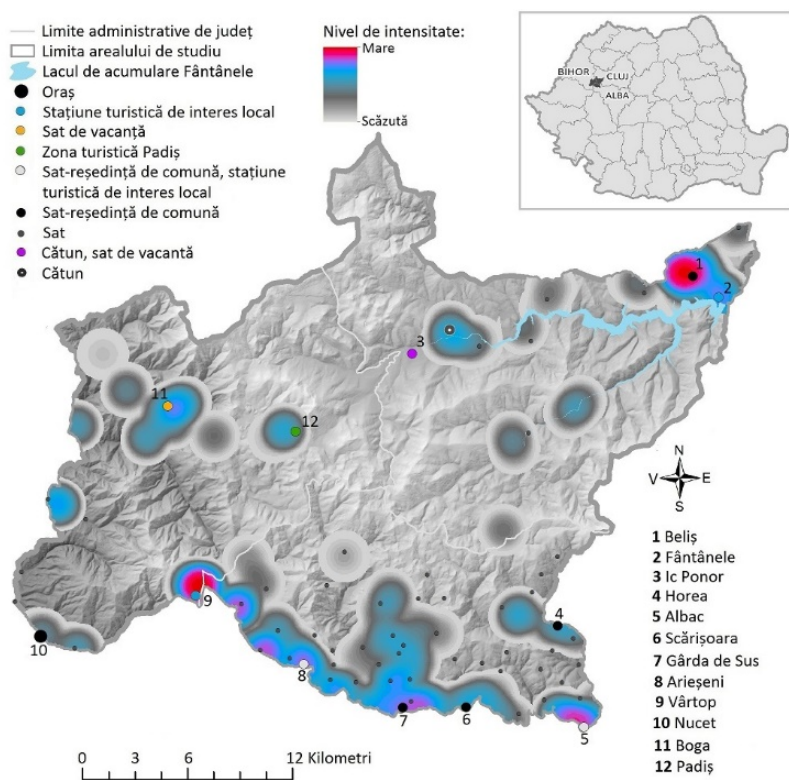 Limite administrative de județ
Limita arealului de studiu
Lacul de acumulare Fântânele
Oraș
Stațiune turistică de interes local
Sat de vacanță
Zona turistică Padiș
Sat-reședință de comună, stațiune
turistică de interes local
Sat-reședință de comună
Sat
Cătun, sat de vacantă
Cătun
Nivel de intensitate:
Mare
Scăzută
BIHOR
CLUJ
ALBA
1
2
3
11
12
4
9
8
10
7
6
5
N
V E
S
1 Beliș
2 Fântânele
3 Ic Ponor
4 Horea
5 Albac
6 Scărișoara
7 Gârda de Sus
8 Arieșeni
9 Vârtop
10 Nucet
11 Boga
12 Padiș
0 3 6 12 Kilometri